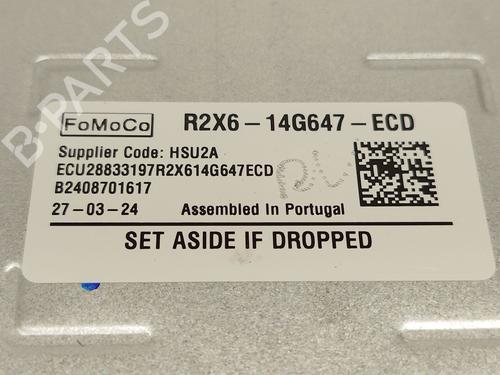 B-PARTS
FoMoCo R2X6-14G647-ECD
Supplier Code: HSU2A
ECU28833197R2X614G647ECD
B2408701617
27-03-24 Assembled In Portugal
SET ASIDE IF DROPPED